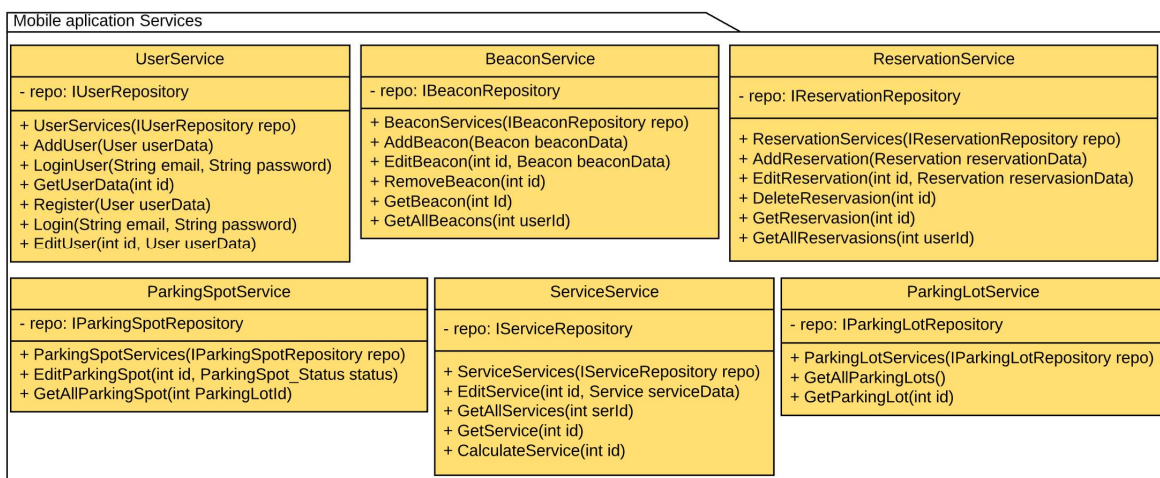 Mobile aplication Services
UserService
- repo: IUserRepository
+ UserServices(IUserRepository repo)
+ AddUser(User userData)
+ LoginUser(String email, String password)
+ GetUserData(int id)
+ Register(User userData)
+ Login(String email, String password)
+ EditUser(int id, User userData)
BeaconService
- repo: IBeaconRepository
+ BeaconServices(IBeaconRepository repo)
+ AddBeacon(Beacon beaconData)
+ EditBeacon(int id, Beacon beaconData)
+ RemoveBeacon(int id)
+ GetBeacon(int Id)
+ GetAllBeacons(int userId)
ReservationService
- repo: IReservationRepository
+ ReservationServices(IReservationRepository repo)
+ AddReservation(Reservation reservationData)
+ EditReservation(int id, Reservation reservasionData)
+ DeleteReservation(int id)
+ GetReservasion(int id)
+ GetAllReservasions(int userId)
ParkingSpotService
- repo: IParkingSpotRepository
+ ParkingSpotServices(IParkingSpotRepository repo)
+ EditParkingSpot(int id, ParkingSpot_Status status)
+ GetAllParkingSpot(int ParkingLotId)
ServiceService
- repo: IServiceRepository
+ ServiceServices(IServiceRepository repo)
+ EditService(int id, Service serviceData)
+ GetAllServices(int serId)
+ GetService(int id)
+ CalculateService(int id)
ParkingLotService
- repo: IParkingLotRepository
+ ParkingLotServices(IParkingLotRepository repo)
+ GetAllParkingLots()
+ GetParkingLot(int id)